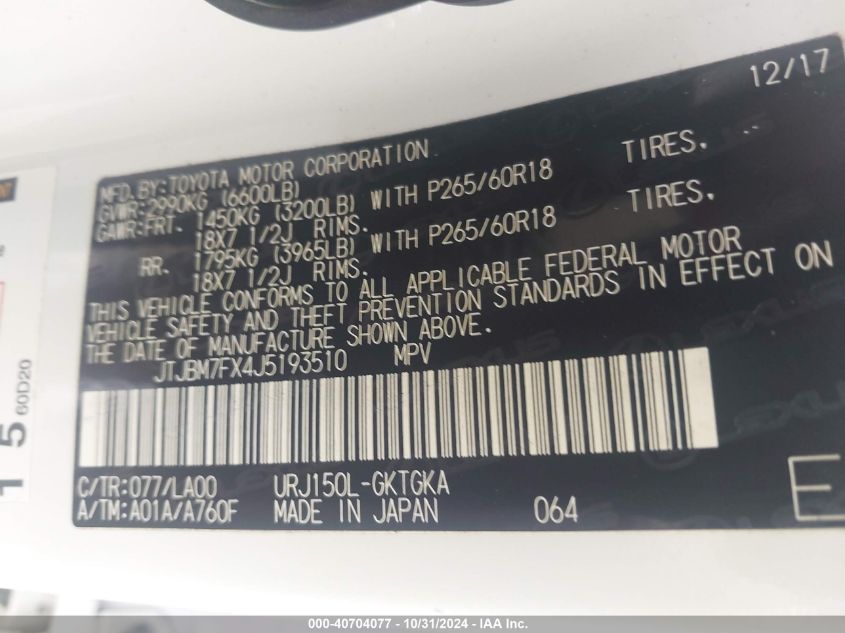 12/17
MFD.BY:TOYOTA MOTOR CORPORATION
GVWR:2990KG (6600LB)
GAWR:FRT. 1450KG (3200LB) WITH P265/60R18 TIRES.
18X7 1/2J RIMS.
RR. 1795KG (3965LB) WITH P265/60R18 TIRES.
18X7 1/2J RIMS.
THIS VEHICLE CONFORMS TO ALL APPLICABLE FEDERAL MOTOR
VEHICLE SAFETY AND THEFT PREVENTION STANDARDS IN EFFECT ON
THE DATE OF MANUFACTURE SHOWN ABOVE.
JTJBM7FX4J5193510 MPV
C/TR:077/LA00 URJ150L-GKTGKA
A/TM:A01A/A760F MADE IN JAPAN 064
E
15
60D20
000-40704077 - 10/31/2024 - IAA Inc.